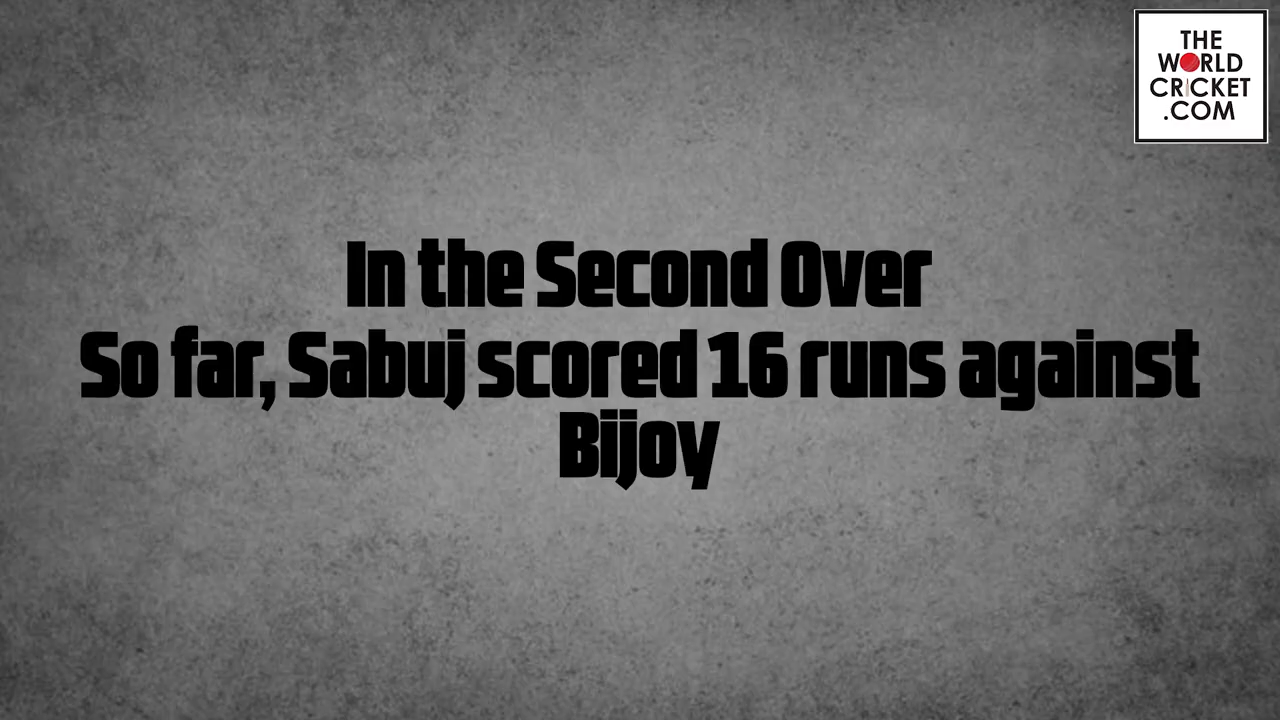 THE
WORLD
CRICKET
.COM
In the Second Over
So far, Sabuj scored 16 runs against
Bijoy